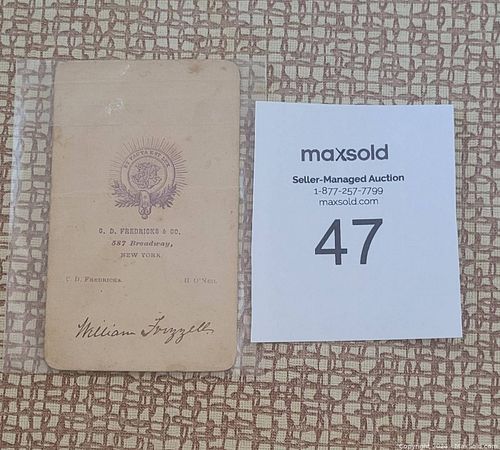 C. D. FREDRICKS & CO.
587 Broadway,
NEW YORK.
C. D. FREDRICKS.
H. O'NEIL
William Frizzell
maxsold
Seller-Managed Auction
1-877-257-7799
maxsold.com
47